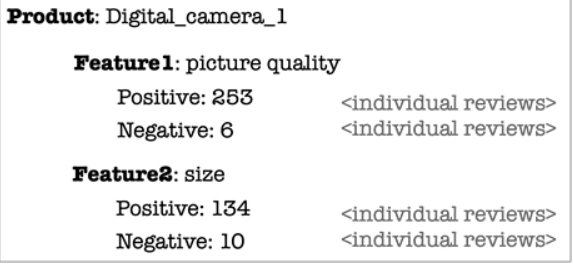 Product: Digital_camera_1
Feature1: picture quality
Positive: 253 <individual reviews>
Negative: 6 <individual reviews>
Feature2: size
Positive: 134 <individual reviews>
Negative: 10 <individual reviews>